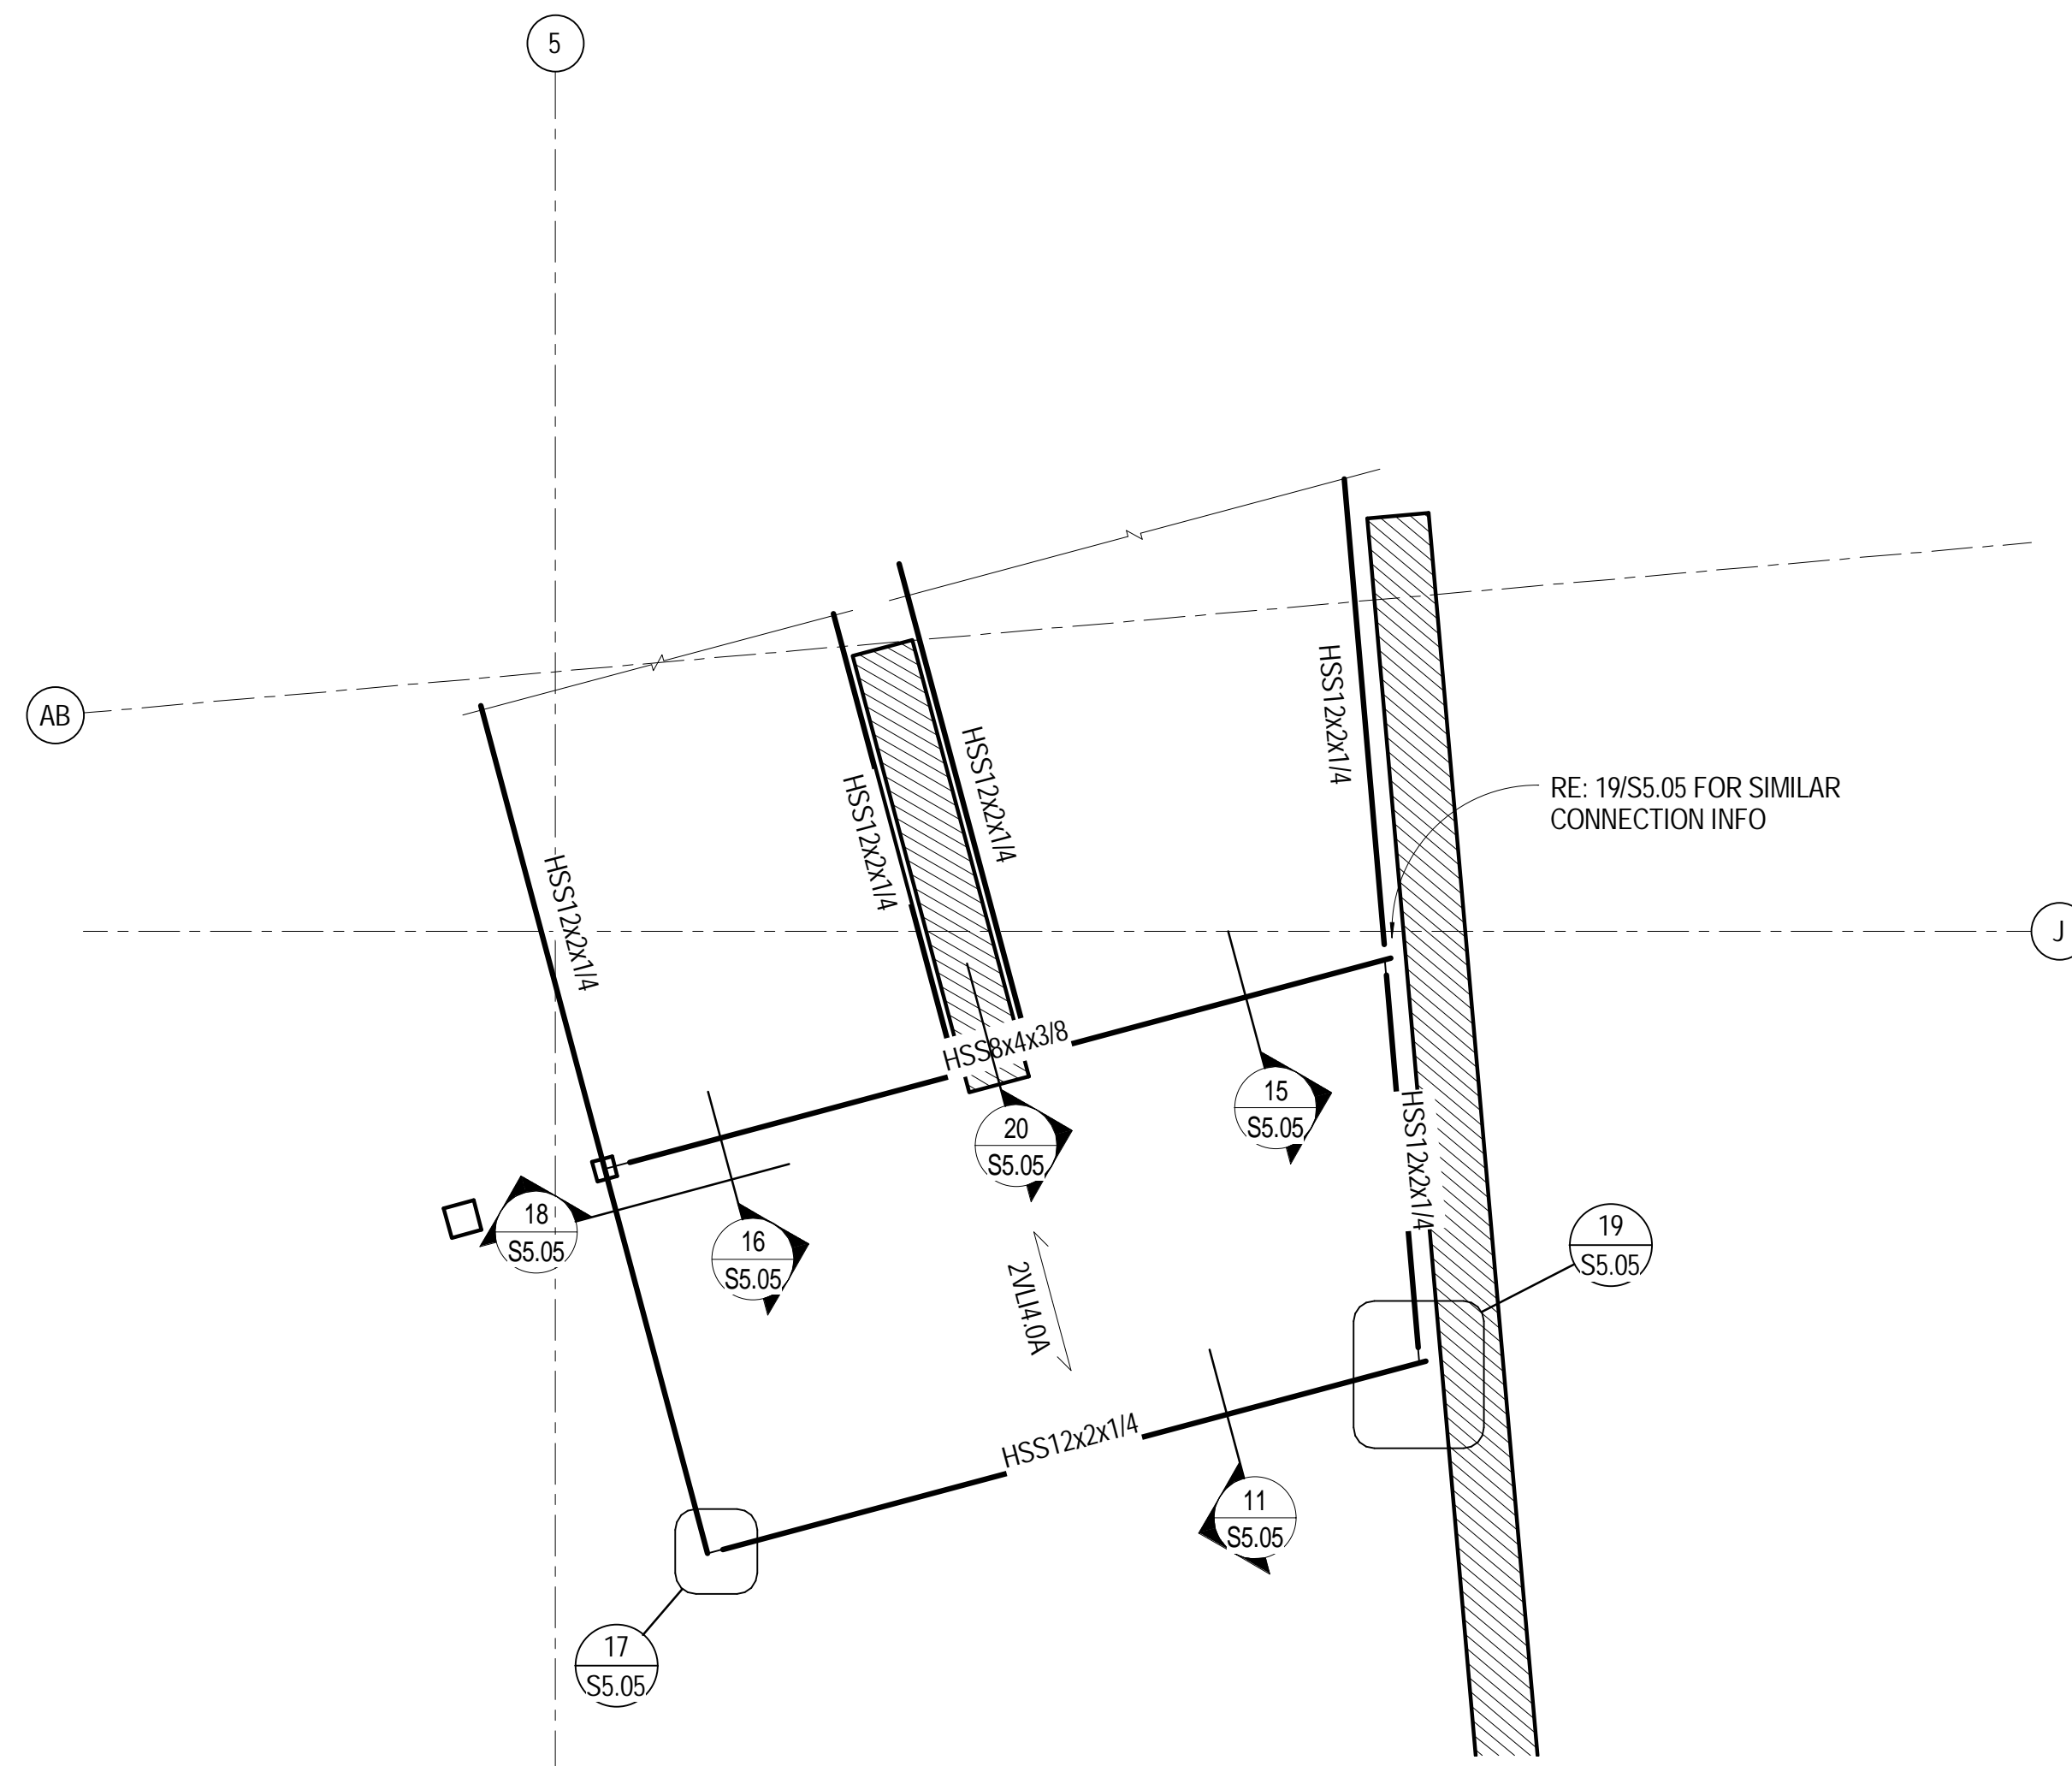 5
AB
HSS12x2x1/4
HSS12x2x1/4
HSS12x2x1/4
HSS12x2x1/4
RE: 19/S5.05 FOR SIMILAR
CONNECTION INFO
J
HSS8x4x3/8
15
S5.05
20
S5.05
HSS12x2x1/4
18
S5.05
16
S5.05
19
S5.05
2VLI4.0A
HSS12x2x1/4
11
S5.05
17
S5.05